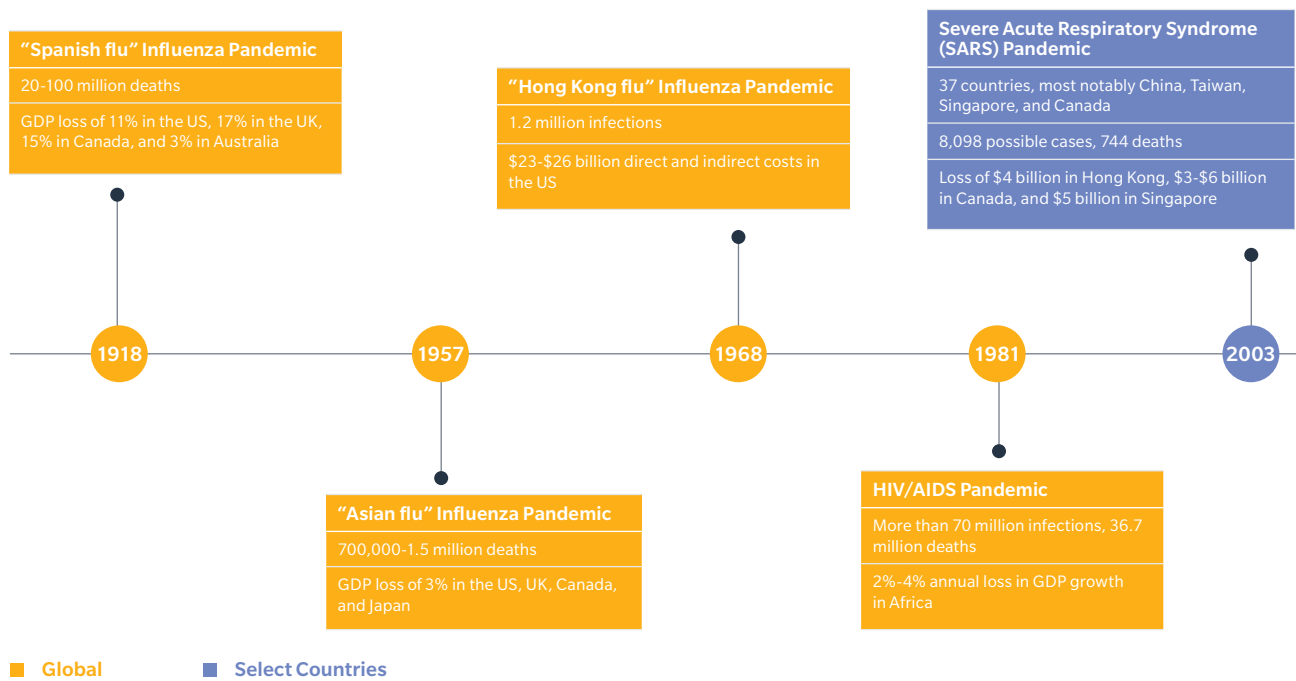 “Spanish flu” Influenza Pandemic
20-100 million deaths
GDP loss of 11% in the US, 17% in the UK,
15% in Canada, and 3% in Australia
“Hong Kong flu” Influenza Pandemic
1.2 million infections
$23-$26 billion direct and indirect costs in
the US
Severe Acute Respiratory Syndrome
(SARS) Pandemic
37 countries, most notably China, Taiwan,
Singapore, and Canada
8,098 possible cases, 744 deaths
Loss of $4 billion in Hong Kong, $3-$6 billion
in Canada, and $5 billion in Singapore
1918
1957
1968
1981
2003
“Asian flu” Influenza Pandemic
700,000-1.5 million deaths
GDP loss of 3% in the US, UK, Canada,
and Japan
HIV/AIDS Pandemic
More than 70 million infections, 36.7
million deaths
2%-4% annual loss in GDP growth
in Africa
Global
Select Countries